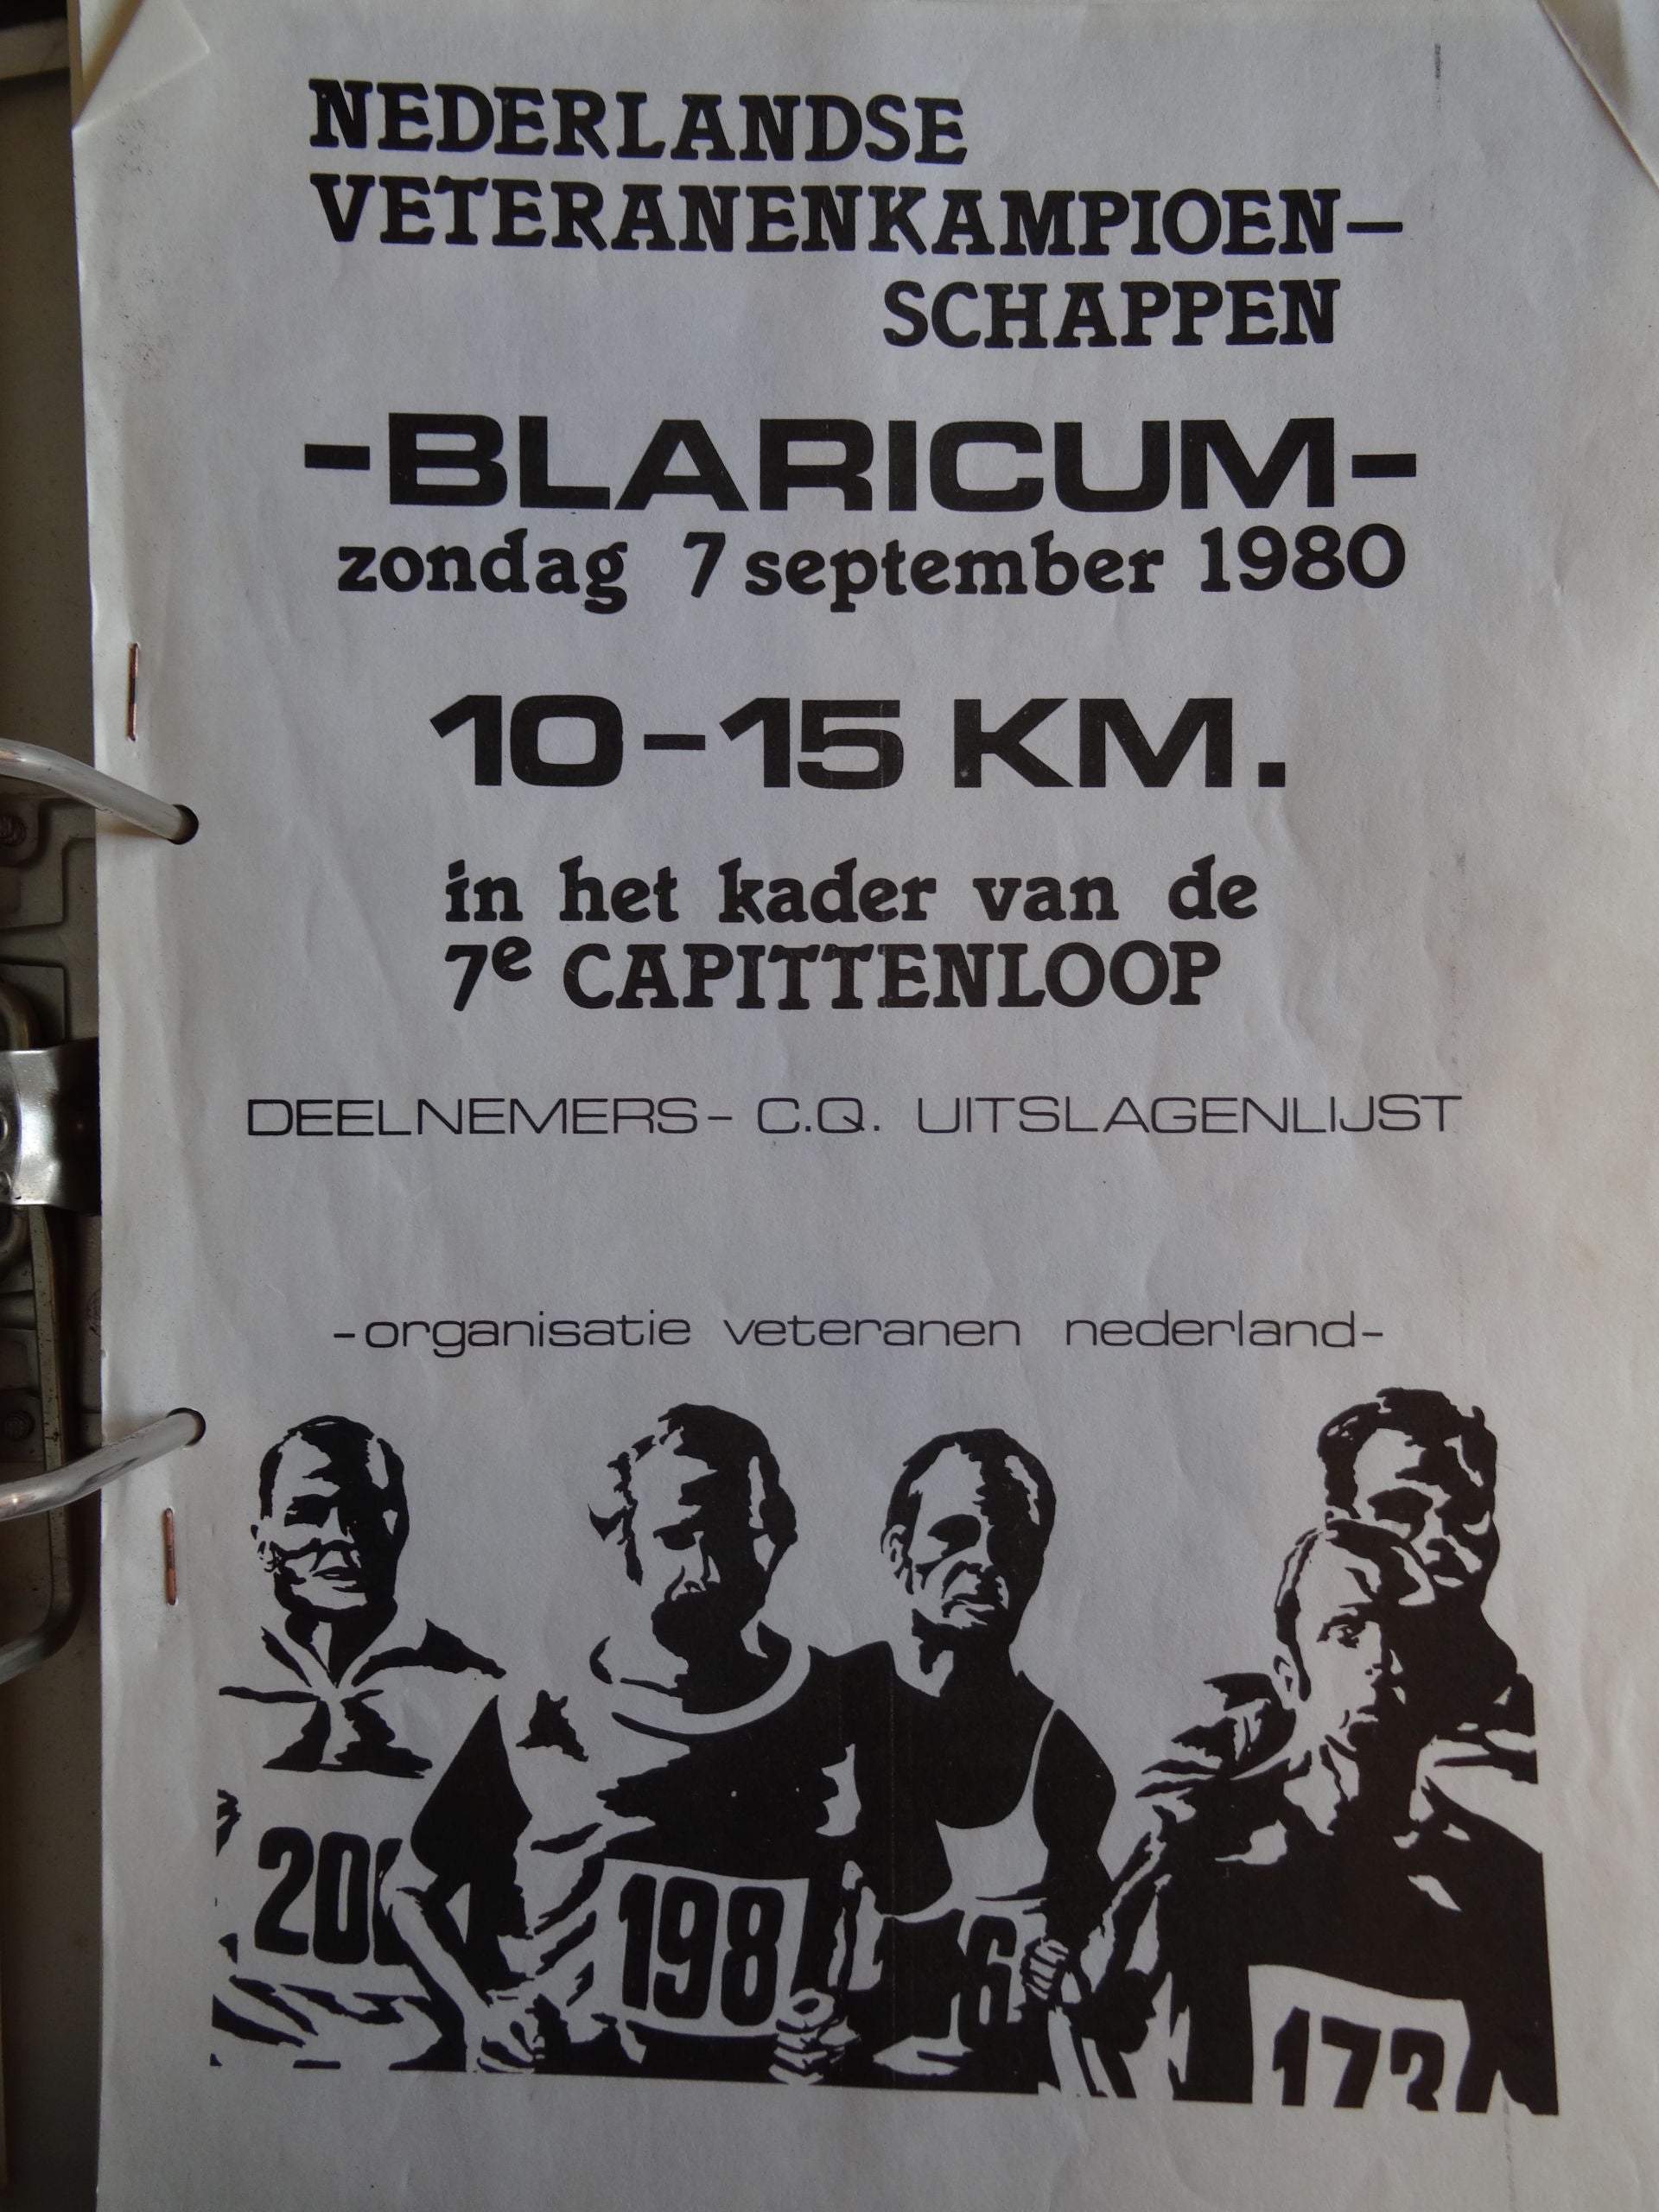 NEDERLANDSE
VETERANENKAMPIOEN-
SCHAPPEN
-BLARICUM-
zondag 7 september 1980
10-15 KM.
in het kader van de
7e CAPITTENLOOP
DEELNEMERS- C.Q. UITSLAGENLIJST
-organisatie veteranen nederland-
198
173